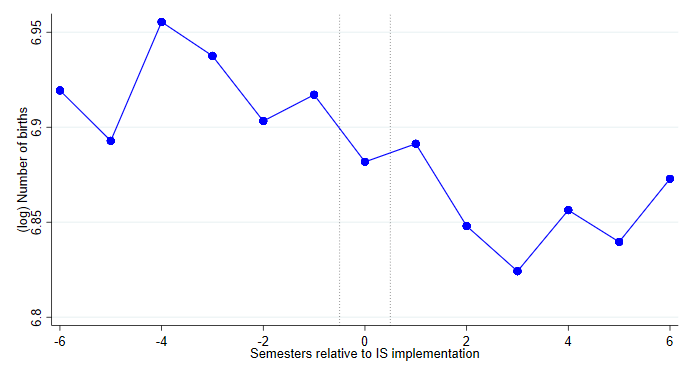 (log) Number of births
6.95
6.9
6.85
6.8
-6 -4 -2 0 2 4 6
Semesters relative to IS implementation